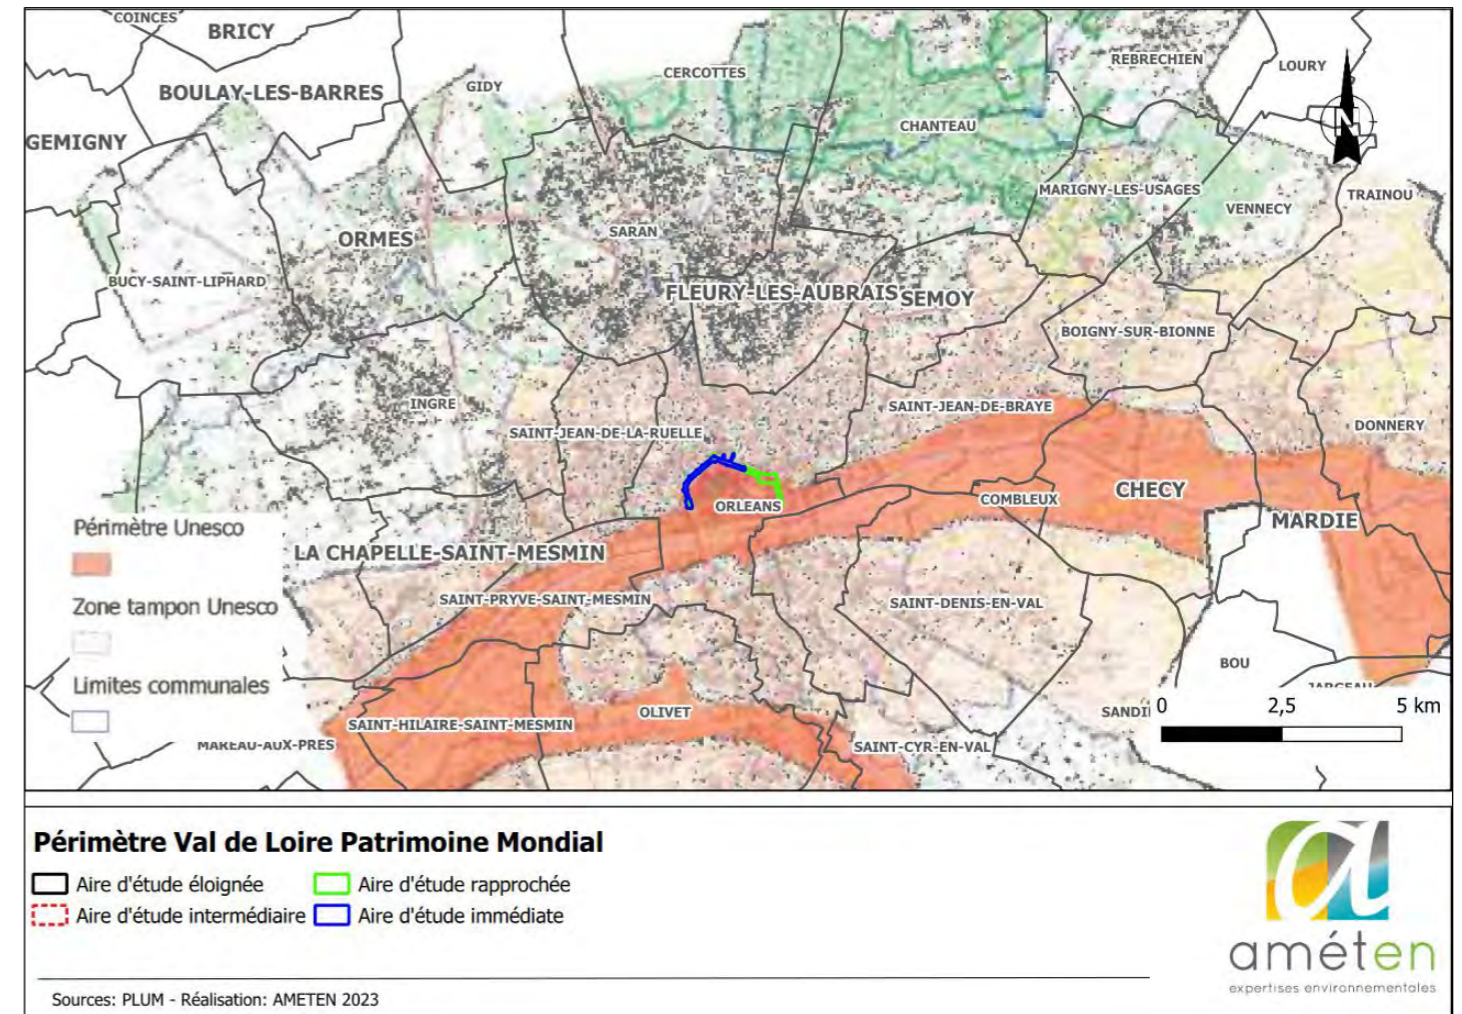 COINCES
BRICY
CERCOTTES
REBRECHIEN
LOURY
GIDY
BOULAY-LES-BARRES
N
CHANTEAU
GEMIGNY
MARIGNY-LES-USAGES
TRAINOU
VENNECY
SARAN
ORMES
BUCY-SAINT-LIPHARD
FLEURY-LES-AUBRAIS
SEMOY
BOIGNY-SUR-BIONNE
INGRE
SAINT-JEAN-DE-BRAYE
DONNERY
SAINT-JEAN-DE-LA-RUELLE
CHECY
COMBLEUX
ORLEANS
MARDIE
Périmètre Unesco
LA CHAPELLE-SAINT-MESMIN
SAINT-PRYVE-SAINT-MESMIN
SAINT-DENIS-EN-VAL
Zone tampon Unesco
BOU
Limites communales
JARGEAU
OLIVET
SANDI
0 2,5 5 km
SAINT-HILAIRE-SAINT-MESMIN
MAREAU-AUX-PRES
SAINT-CYR-EN-VAL
Périmètre Val de Loire Patrimoine Mondial
Aire d'étude éloignée
Aire d'étude rapprochée
Aire d'étude intermédiaire
Aire d'étude immédiate
a
améten
expertises environnementales
Sources: PLUM - Réalisation: AMETEN 2023